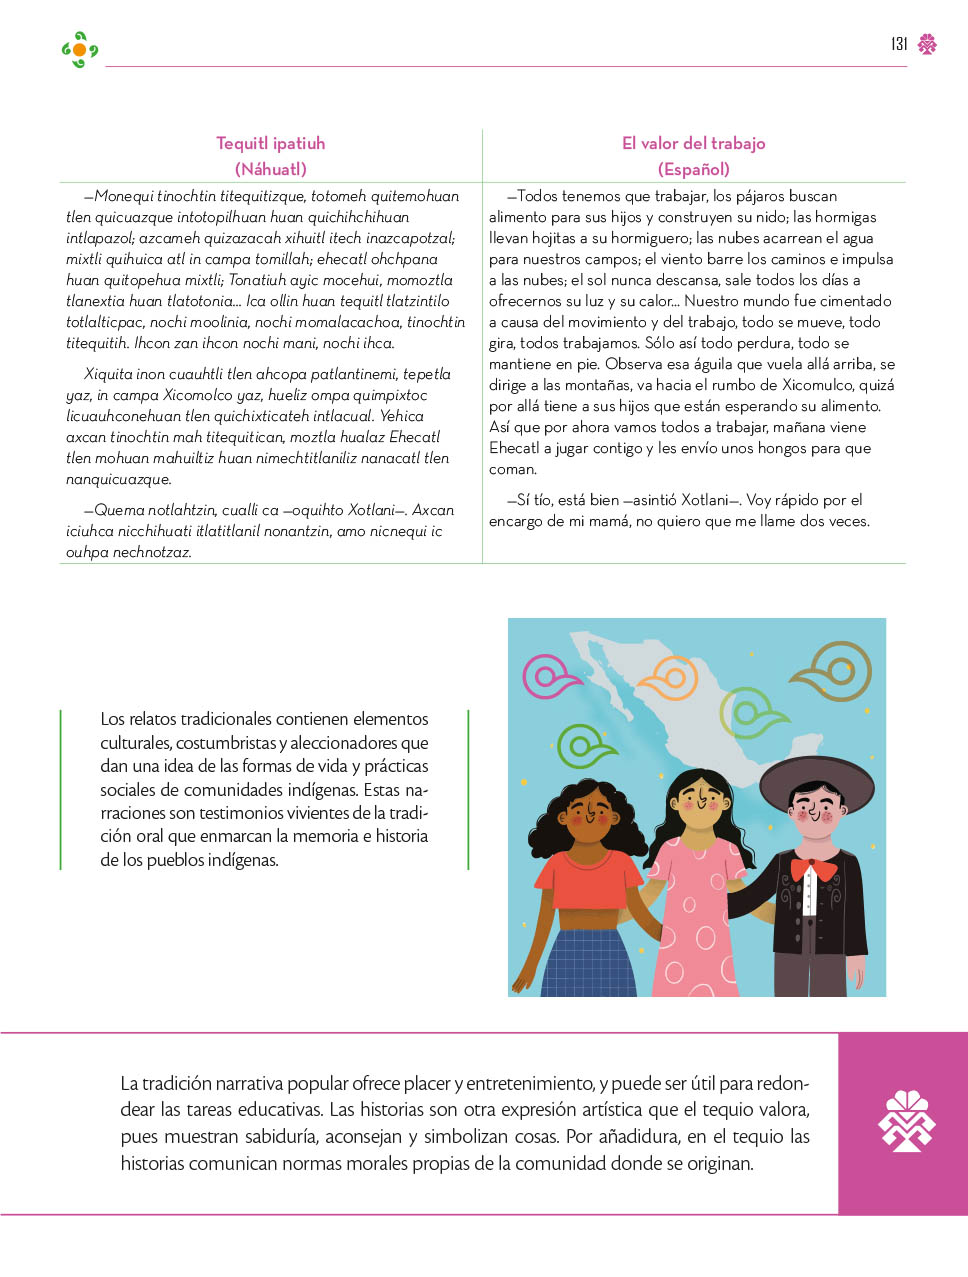 131
Tequitl ipatiuh
(Náhuatl)
—Monequi tinochtin titequitizque, totomeh quitemohuan
tlen quicuazque intotopilhuan huan quichihchihuan
intlapazol; azcameh quizazacah xihuitl itech inazcapotzal;
mixtli quihuica atl in campa tomillah; ehecatl ohchpana
huan quitopehua mixtli; Tonatiuh ayic mocehui, momoztla
tlanextia huan tlatotonia... Ica ollin huan tequitl tlatzintilo
totlalticpac, nochi moolinia, nochi momalacachoa, tinochtin
titequitih. Ihcon zan ihcon nochi mani, nochi ihca.
Xiquita inon cuauhtli tlen ahcopa patlantinemi, tepetla
yaz, in campa Xicomolco yaz, hueliz ompa quimpixtoc
licuauhconehuan tlen quichixticateh intlacual. Yehica
axcan tinochtin mah titequitican, moztla hualaz Ehecatl
tlen mohuan mahuiltiz huan nimechtitlaniliz nanacatl tlen
nanquicuazque.
—Quema notlahtzin, cualli ca —oquihto Xotlani—. Axcan
iciuhca nicchihuati itlatitlanil nonantzin, amo nicnequi ic
ouhpa nechnotzaz.
El valor del trabajo
(Español)
—Todos tenemos que trabajar, los pájaros buscan
alimento para sus hijos y construyen su nido; las hormigas
llevan hojitas a su hormiguero; las nubes acarrean el agua
para nuestros campos; el viento barre los caminos e impulsa
a las nubes; el sol nunca descansa, sale todos los días a
ofrecernos su luz y su calor... Nuestro mundo fue cimentado
a causa del movimiento y del trabajo, todo se mueve, todo
gira, todos trabajamos. Sólo así todo perdura, todo se
mantiene en pie. Observa esa águila que vuela allá arriba, se
dirige a las montañas, va hacia el rumbo de Xicomulco, quizá
por allá tiene a sus hijos que están esperando su alimento.
Así que por ahora vamos todos a trabajar, mañana viene
Ehecatl a jugar contigo y les envío unos hongos para que
coman.
—Sí tío, está bien —asintió Xotlani—. Voy rápido por el
encargo de mi mamá, no quiero que me llame dos veces.
Los relatos tradicionales contienen elementos
culturales, costumbristas y aleccionadores que
dan una idea de las formas de vida y prácticas
sociales de comunidades indígenas. Estas na-
rraciones son testimonios vivientes de la tradi-
ción oral que enmarcan la memoria e historia
de los pueblos indígenas.
La tradición narrativa popular ofrece placer y entretenimiento, y puede ser útil para redon-
dear las tareas educativas. Las historias son otra expresión artística que el tequio valora,
pues muestran sabiduría, aconsejan y simbolizan cosas. Por añadidura, en el tequio las
historias comunican normas morales propias de la comunidad donde se originan.